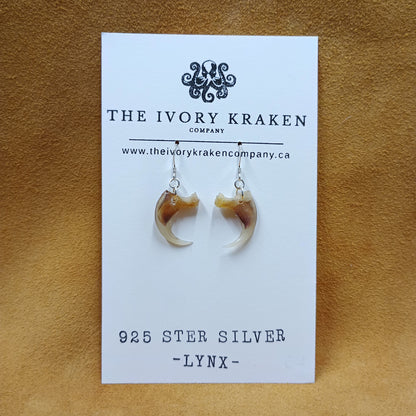 THE IVORY KRAKEN
COMPANY
www.theivorykrakencompany.ca
925 STER SILVER
-LYNX-